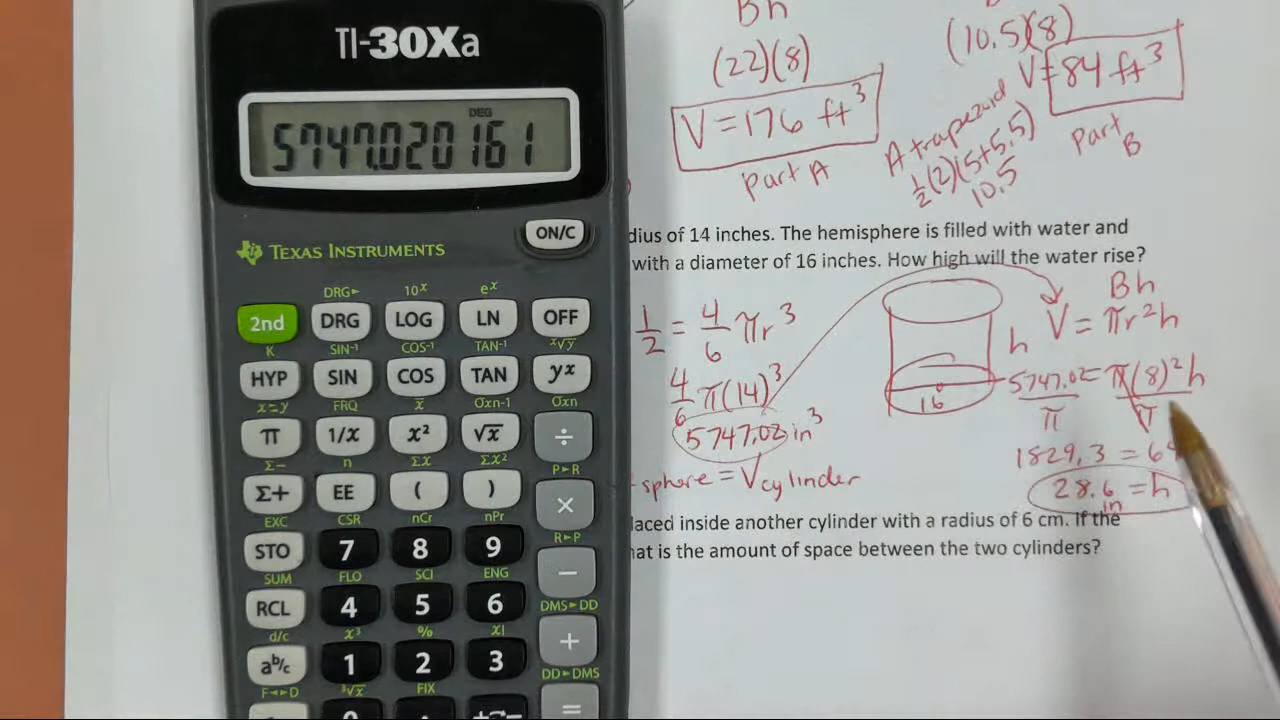 TI-30Xa
DEG
5747.020161
ON/C
TEXAS INSTRUMENTS
DRG► 10ˣ eˣ
2nd DRG LOG LN OFF
K SIN⁻¹ COS⁻¹ TAN⁻¹ ˣ√y
HYP SIN COS TAN yˣ
x⇄y FRQ x̄ σxn-1 σxn
π 1/x x² √x ÷
Σ- n Σx Σx² P►R
Σ+ EE ( ) ×
EXC CSR nCr nPr R►P
STO 7 8 9 −
SUM FLO SCI ENG DMS►DD
RCL 4 5 6 +
d/c x³ % x! DD►DMS
aᵇ/c 1 2 3 =
F◄►D ³√x FIX
0
Bh
(22)(8)
V = 176 ft³
Part A
(10.5)(8)
V = 84 ft³
Part
B
A trapezoid
½(2)(5+5.5)
10.5
dius of 14 inches. The hemisphere is filled with water and
with a diameter of 16 inches. How high will the water rise?
1/2 = 4/6 πr³
4/6 π(14)³
5747.02 in³
sphere = Vcylinder
h
16
Bh
V = πr²h
5747.02 = π(8)²h
π π
1829.3 = 64
28.6 = h
in
laced inside another cylinder with a radius of 6 cm. If the
hat is the amount of space between the two cylinders?